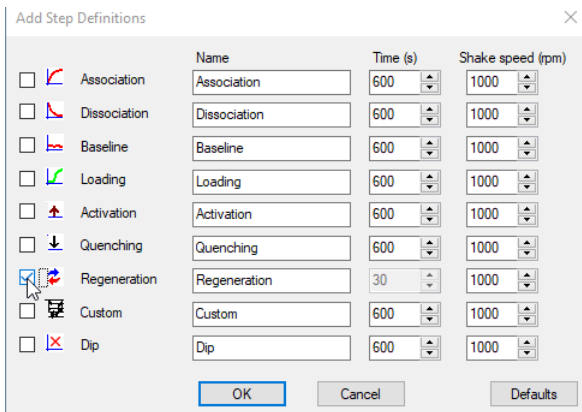 Add Step Definitions
Name Time (s) Shake speed (rpm)
Association Association 600 1000
Dissociation Dissociation 600 1000
Baseline Baseline 600 1000
Loading Loading 600 1000
Activation Activation 600 1000
Quenching Quenching 600 1000
Regeneration Regeneration 30 1000
Custom Custom 600 1000
Dip Dip 600 1000
OK Cancel Defaults